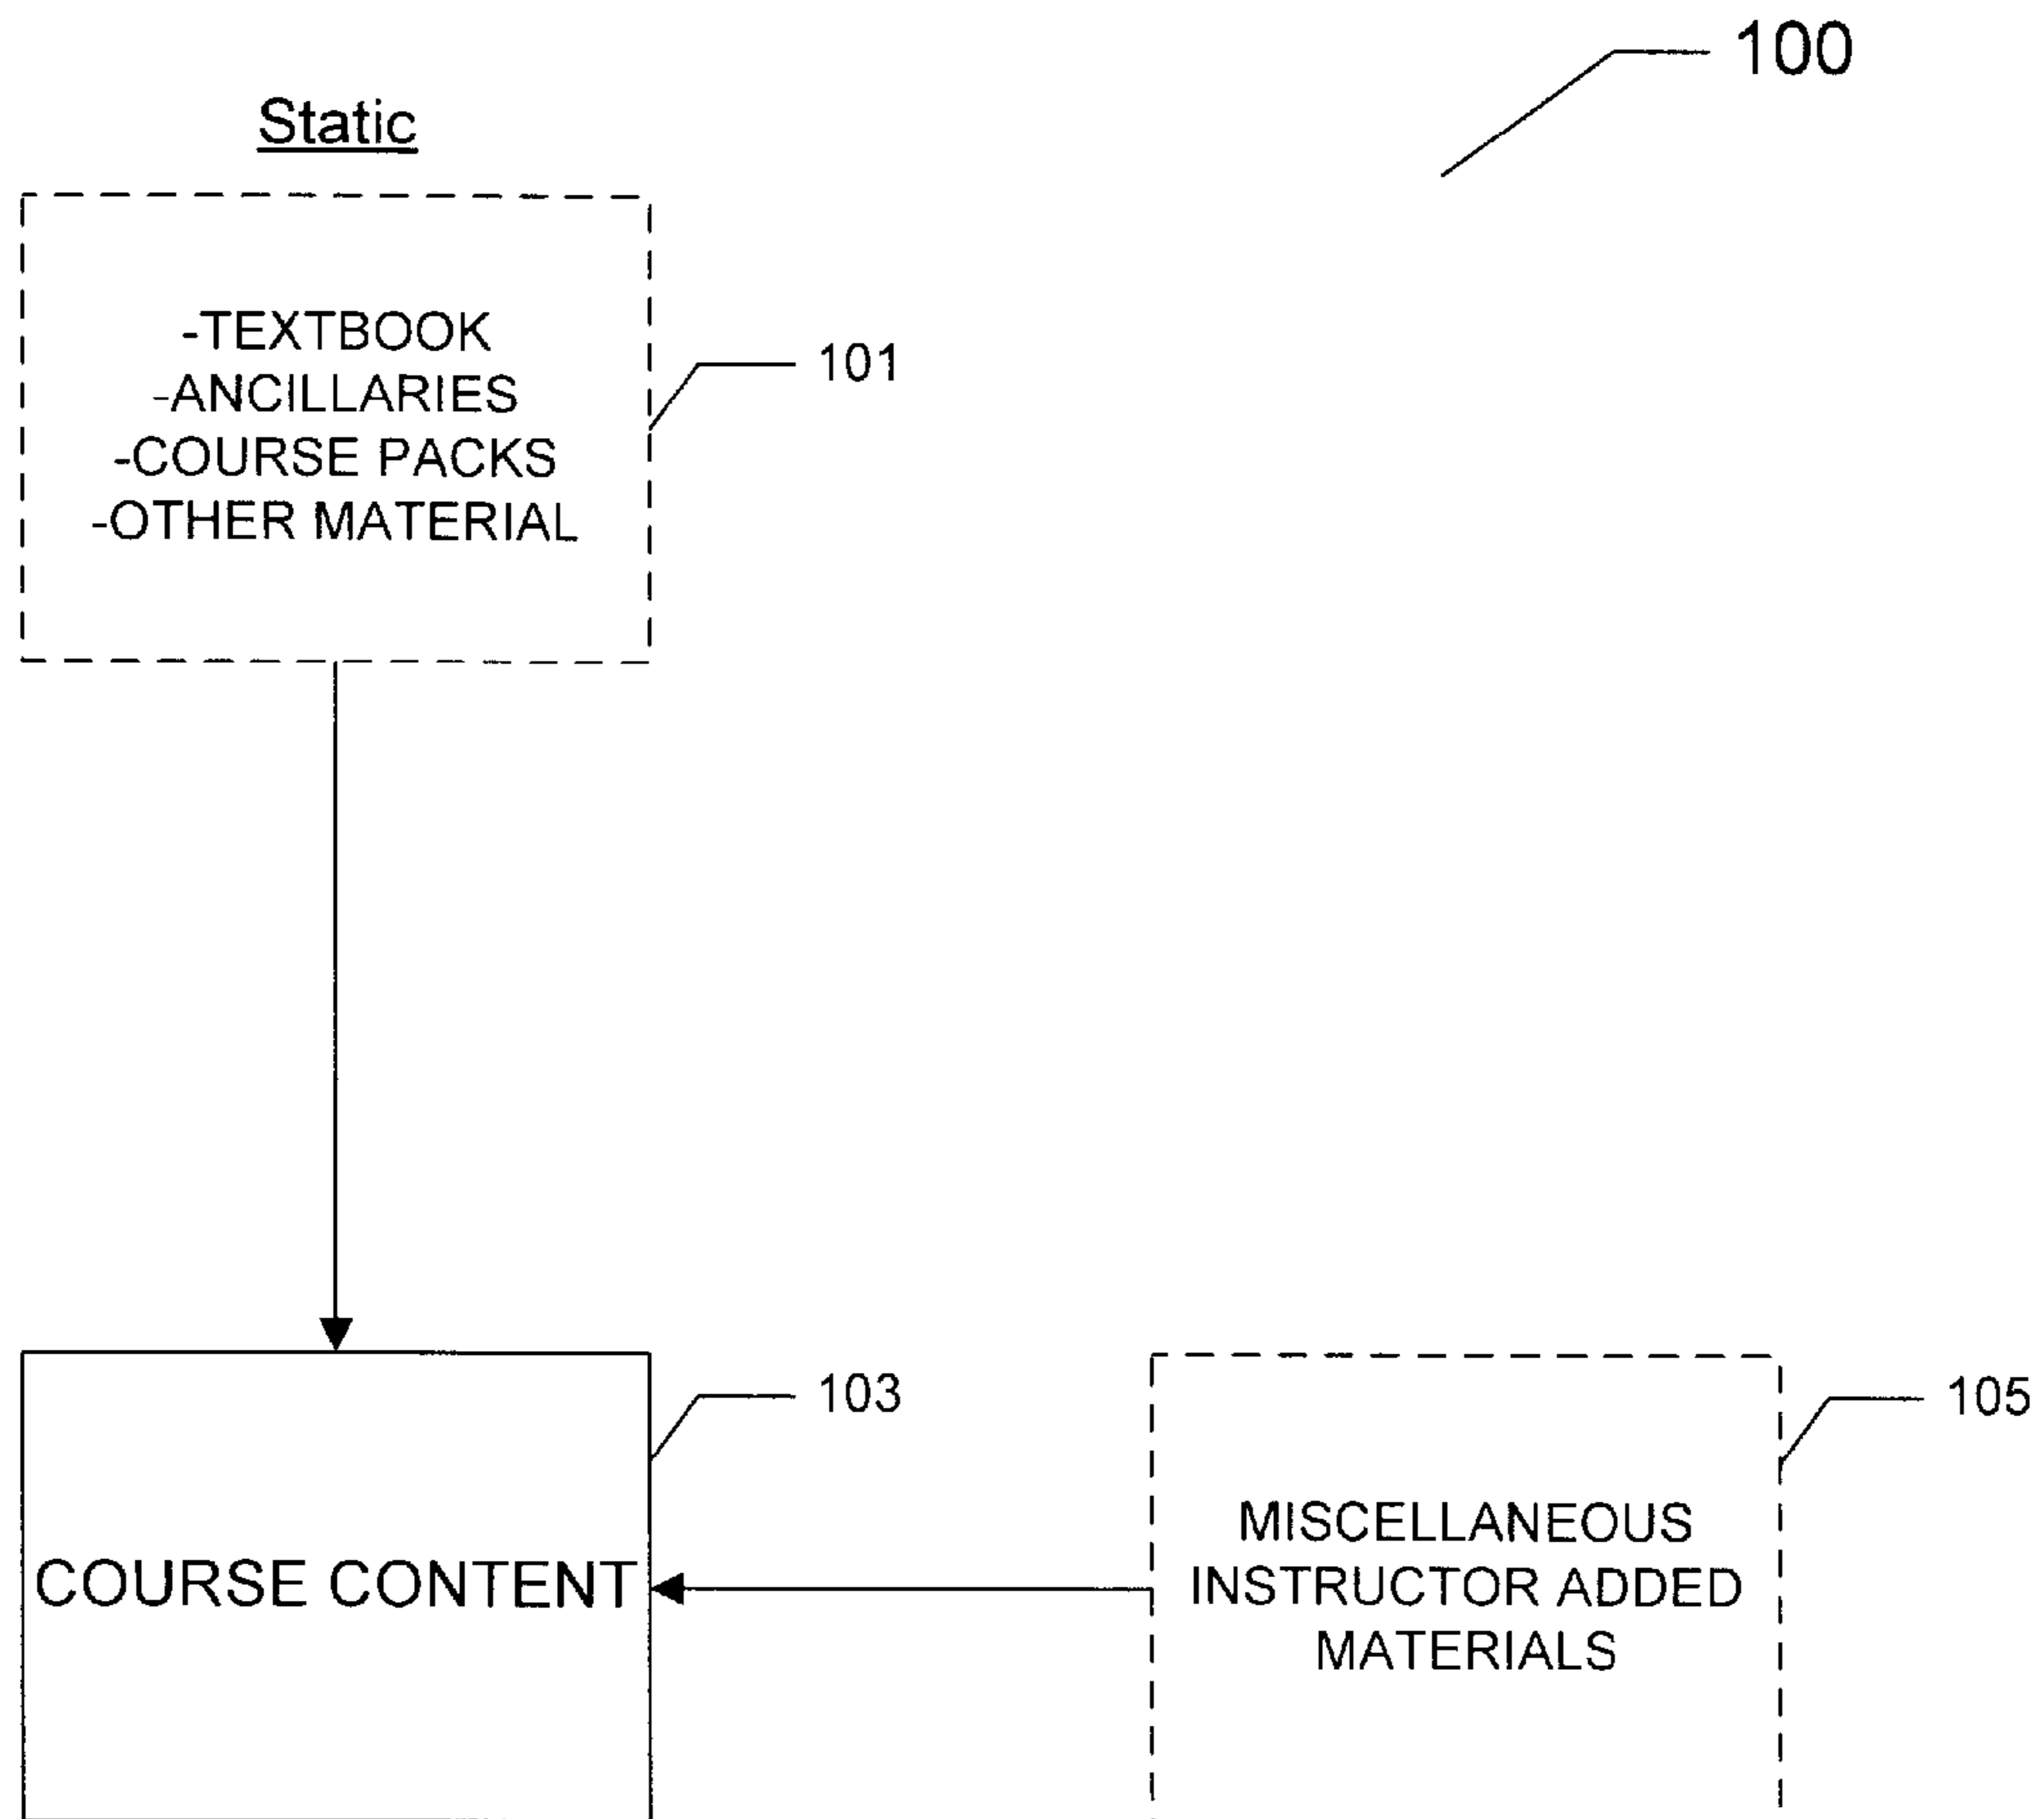 100
Static
-TEXTBOOK
-ANCILLARIES
-COURSE PACKS
-OTHER MATERIAL
101
103
105
COURSE CONTENT
MISCELLANEOUS
INSTRUCTOR ADDED
MATERIALS